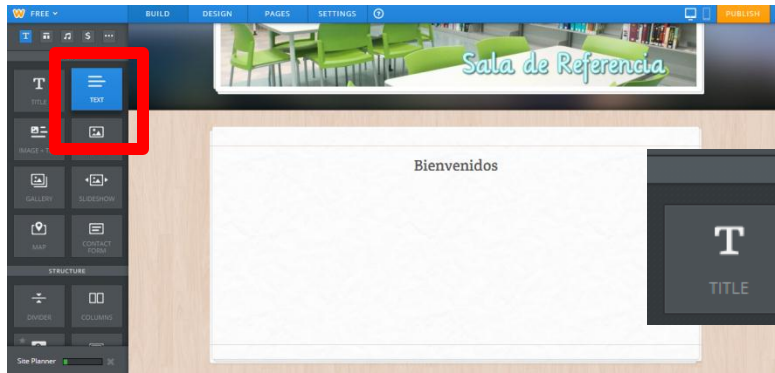 FREE BUILD DESIGN PAGES SETTINGS ? PUBLISH
T $ ...
Sala de Referencia
T
TITLE TEXT
IMAGE + T
Bienvenidos
GALLERY SLIDESHOW
T
TITLE
MAP CONTACT FORM
STRUCTURE
DIVIDER COLUMNS
Site Planner